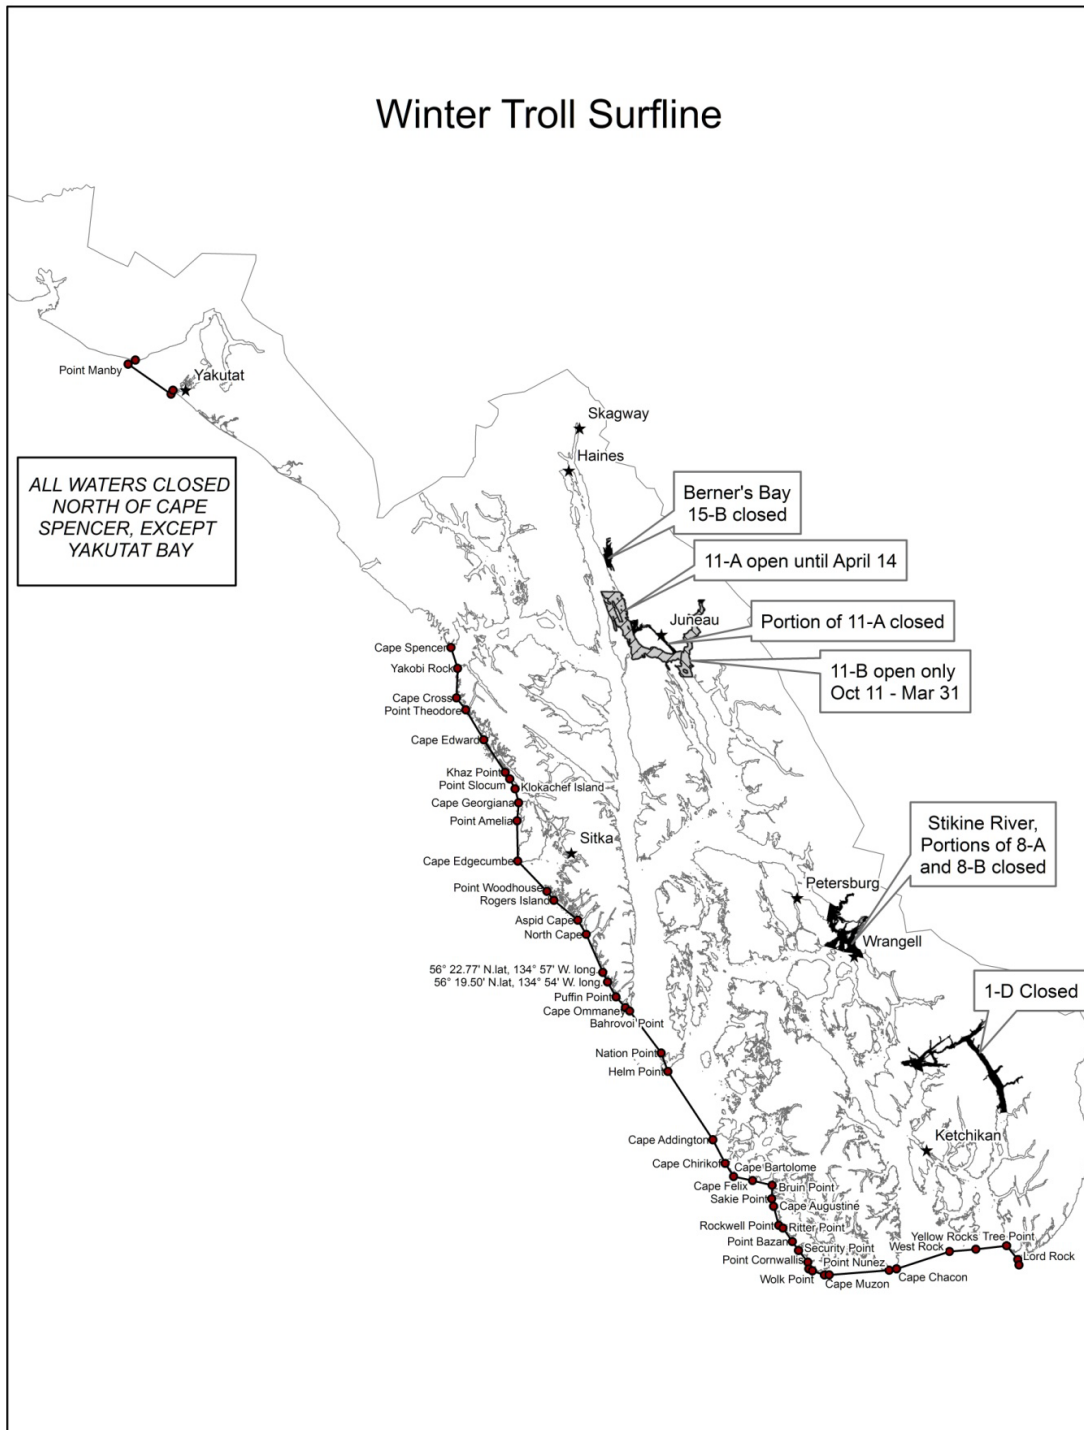 Winter Troll Surfline
Point Manby
Yakutat
Skagway
Haines
ALL WATERS CLOSED
NORTH OF CAPE
SPENCER, EXCEPT
YAKUTAT BAY
Berner's Bay
15-B closed
11-A open until April 14
Portion of 11-A closed
Juneau
11-B open only
Oct 11 - Mar 31
Cape Spencer
Yakobi Rock
Cape Cross
Point Theodore
Cape Edward
Khaz Point
Point Slocum
Klokachef Island
Cape Georgiana
Point Amelia
Sitka
Cape Edgecumbe
Point Woodhouse
Rogers Island
Aspid Cape
North Cape
Stikine River,
Portions of 8-A
and 8-B closed
Petersburg
Wrangell
56° 22.77' N.lat, 134° 57' W. long.
56° 19.50' N.lat, 134° 54' W. long.
Puffin Point
Cape Ommaney
Bahrovoi Point
1-D Closed
Nation Point
Helm Point
Ketchikan
Cape Addington
Cape Chirikof
Cape Bartolome
Cape Felix
Bruin Point
Sakie Point
Cape Augustine
Rockwell Point
Ritter Point
Point Bazan
Security Point
Point Cornwallis
Point Nunez
Wolk Point
Cape Muzon
Cape Chacon
West Rock
Yellow Rocks
Tree Point
Lord Rock